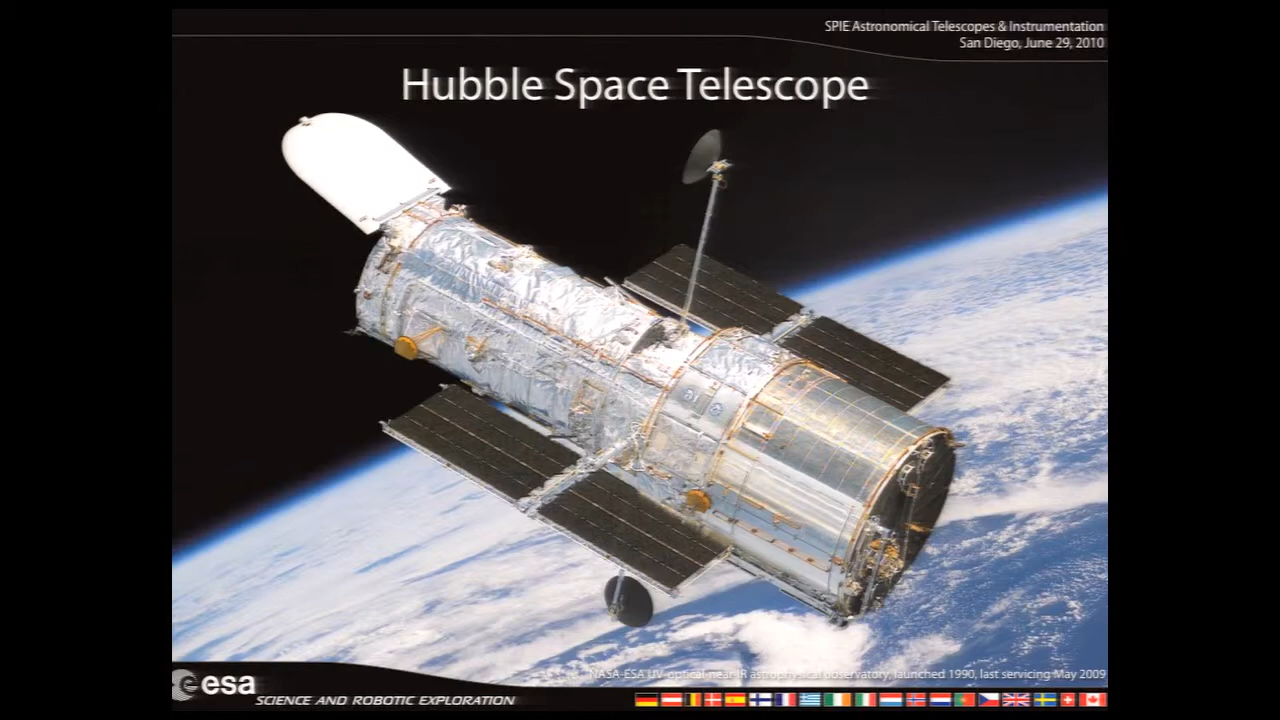 SPIE Astronomical Telescopes & Instrumentation
San Diego, June 29, 2010
Hubble Space Telescope
NASA-ESA UV-optical-near-IR astrophysical observatory, launched 1990, last servicing May 2009
esa
SCIENCE AND ROBOTIC EXPLORATION